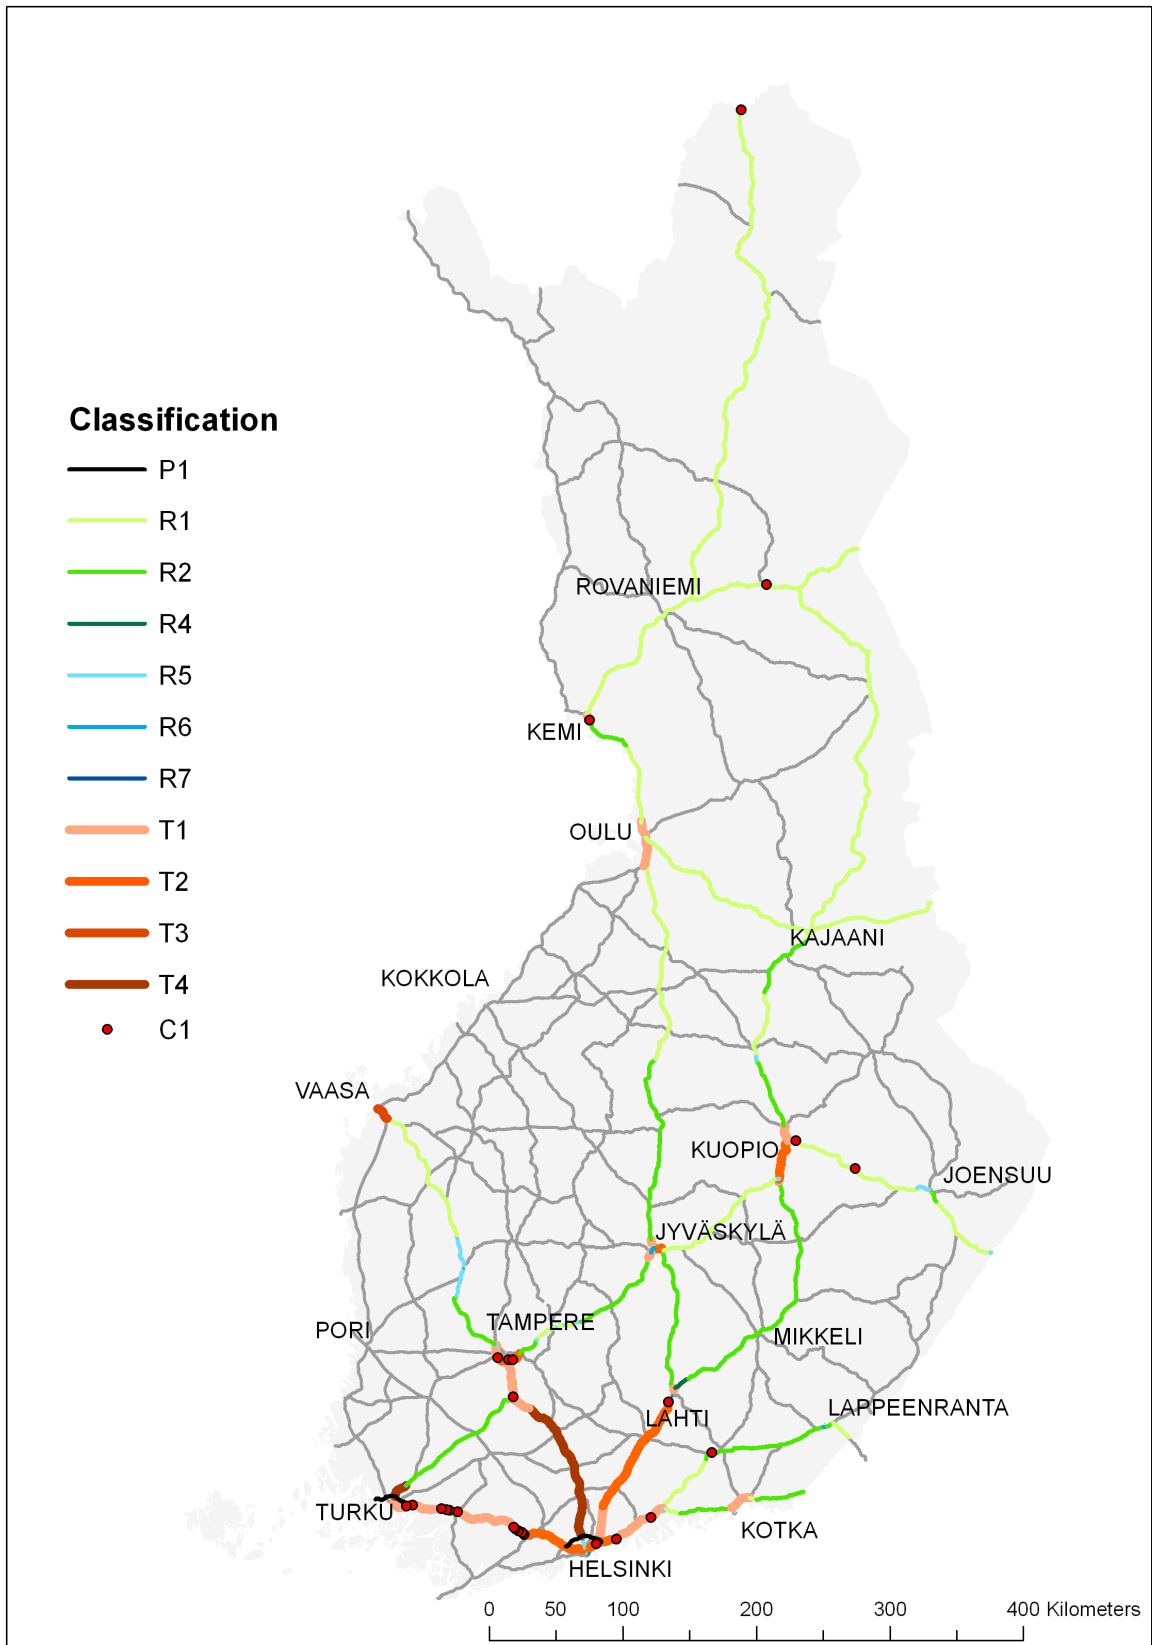 Classification
P1
R1
R2
R4
R5
R6
R7
T1
T2
T3
T4
C1
ROVANIEMI
KEMI
OULU
KAJAANI
KOKKOLA
VAASA
KUOPIO
JOENSUU
JYVÄSKYLÄ
PORI
TAMPERE
MIKKELI
LAHTI
LAPPEENRANTA
TURKU
KOTKA
HELSINKI
0 50 100 200 300 400 Kilometers